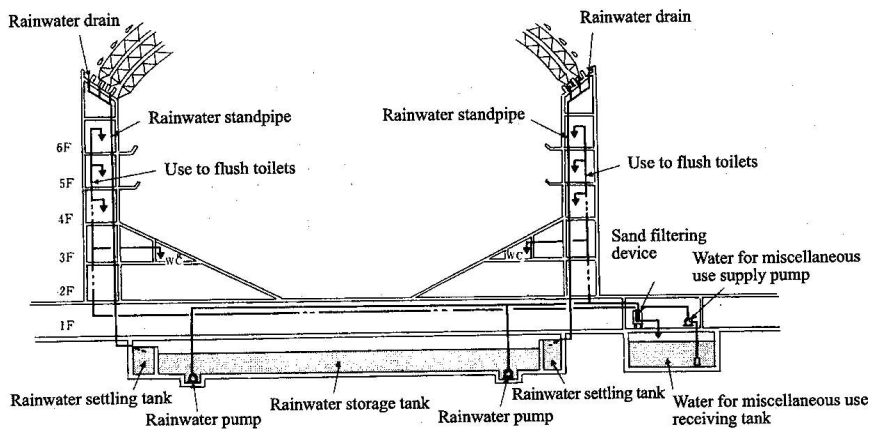 Rainwater drain
Rainwater drain
Rainwater standpipe
Rainwater standpipe
6F
Use to flush toilets
Use to flush toilets
5F
4F
Sand filtering
device
Water for miscellaneous
use supply pump
3F
WC
WC
2F
1F
Rainwater settling tank
Rainwater pump
Rainwater storage tank
Rainwater pump
Rainwater settling tank
Water for miscellaneous use
receiving tank